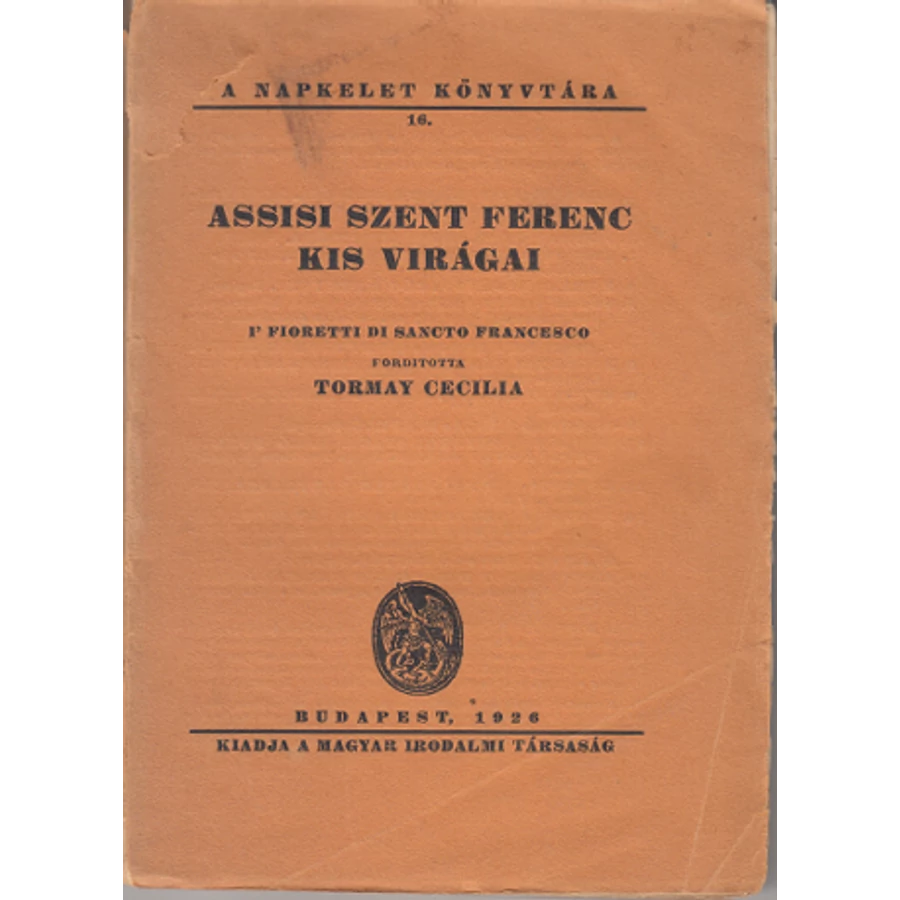 A NAPKELET KÖNYVTÁRA
16.
ASSISI SZENT FERENC
KIS VIRÁGAI
I' FIORETTI DI SANCTO FRANCESCO
FORDITOTTA
TORMAY CECILIA
BUDAPEST, 1926
KIADJA A MAGYAR IRODALMI TÁRSASÁG